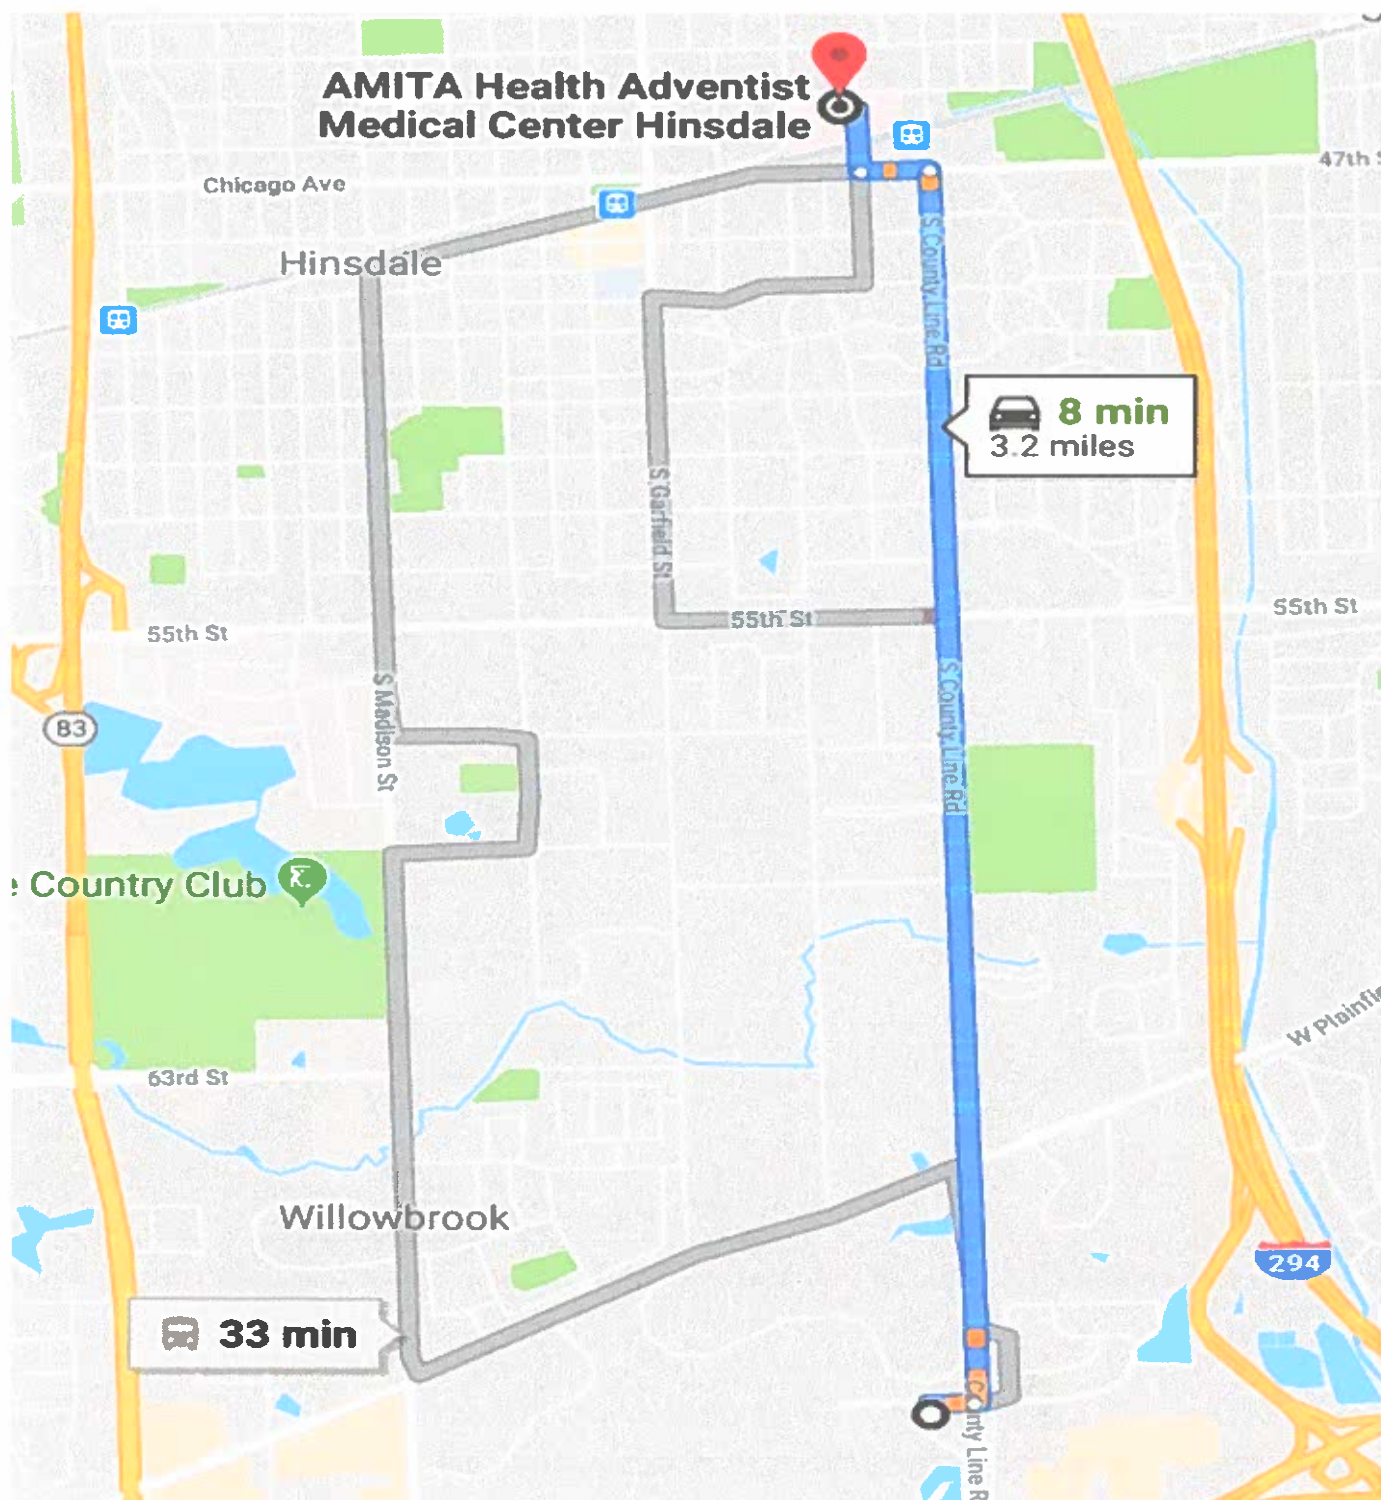 AMITA Health Adventist
Medical Center Hinsdale
47th S
Chicago Ave
Hinsdale
S County Line Rd
8 min
3.2 miles
S Garfield St
55th St
55th St
55th St
S Madison St
S County Line Rd
83
e Country Club
W Plainfie
63rd St
Willowbrook
294
33 min
County Line R